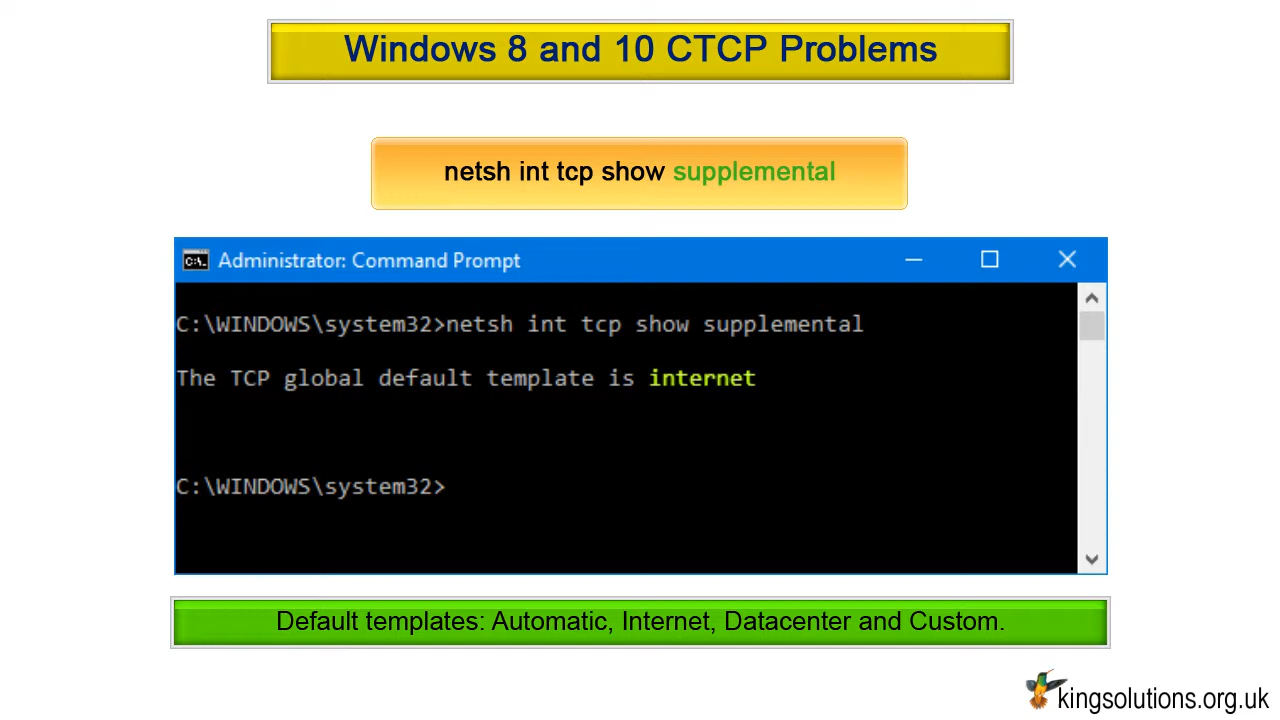 Windows 8 and 10 CTCP Problems
netsh int tcp show supplemental
C:\_ Administrator: Command Prompt
C:\WINDOWS\system32>netsh int tcp show supplemental
The TCP global default template is internet
C:\WINDOWS\system32>
Default templates: Automatic, Internet, Datacenter and Custom.
kingsolutions.org.uk